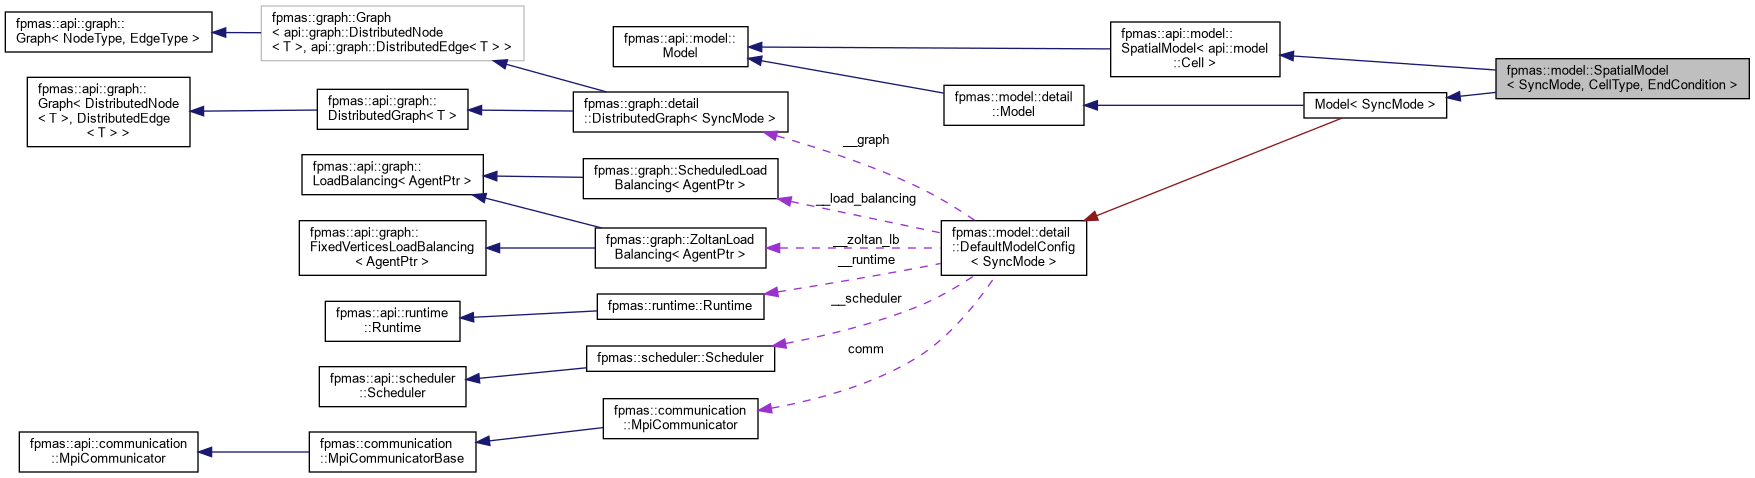 fpmas::api::graph::
Graph< NodeType, EdgeType >
fpmas::graph::Graph
< api::graph::DistributedNode
< T >, api::graph::DistributedEdge< T > >
fpmas::api::graph::
Graph< DistributedNode
< T >, DistributedEdge
< T > >
fpmas::api::graph::
DistributedGraph< T >
fpmas::graph::detail
::DistributedGraph< SyncMode >
fpmas::api::model::
Model
fpmas::api::model::
SpatialModel< api::model
::Cell >
fpmas::model::detail
::Model
Model< SyncMode >
fpmas::model::SpatialModel
< SyncMode, CellType, EndCondition >
fpmas::api::graph::
LoadBalancing< AgentPtr >
fpmas::graph::ScheduledLoad
Balancing< AgentPtr >
fpmas::api::graph::
FixedVerticesLoadBalancing
< AgentPtr >
fpmas::graph::ZoltanLoad
Balancing< AgentPtr >
fpmas::api::runtime
::Runtime
fpmas::runtime::Runtime
fpmas::api::scheduler
::Scheduler
fpmas::scheduler::Scheduler
fpmas::api::communication
::MpiCommunicator
fpmas::communication
::MpiCommunicatorBase
fpmas::communication
::MpiCommunicator
__graph
__load_balancing
__zoltan_lb
__runtime
__scheduler
comm
fpmas::model::detail
::DefaultModelConfig
< SyncMode >